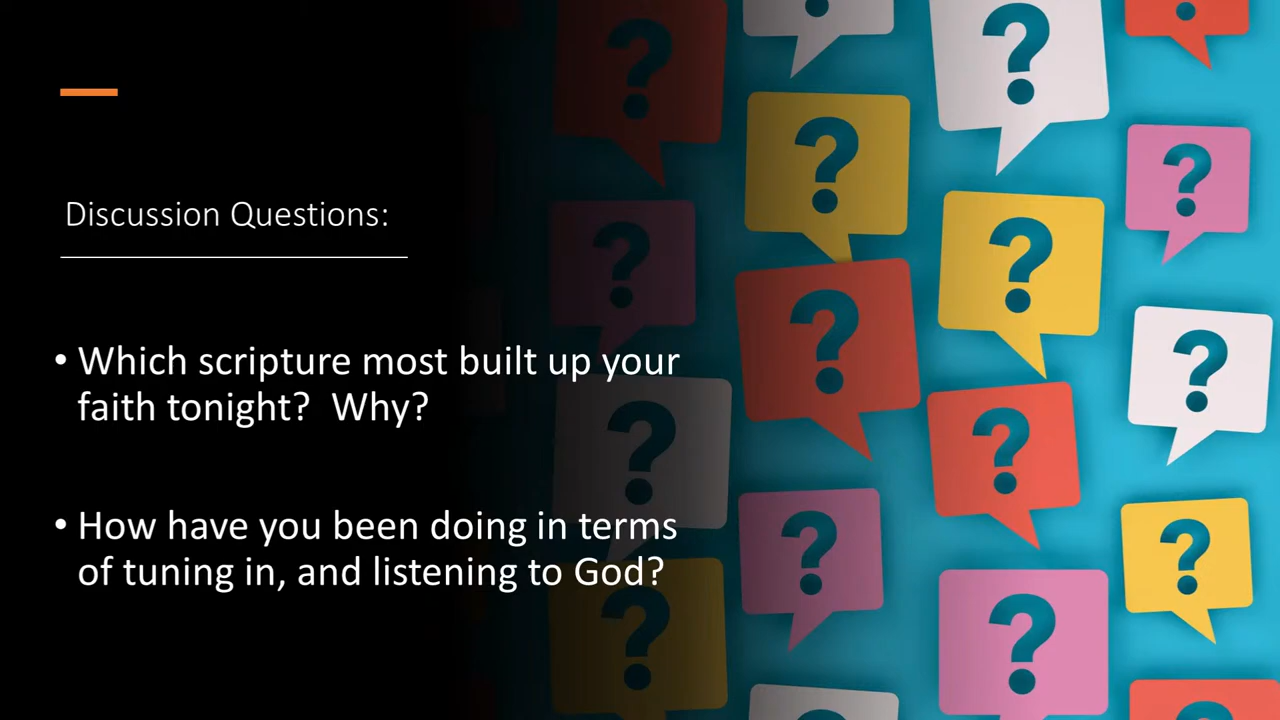 Discussion Questions:
• Which scripture most built up your
faith tonight?  Why?
• How have you been doing in terms
of tuning in, and listening to God?